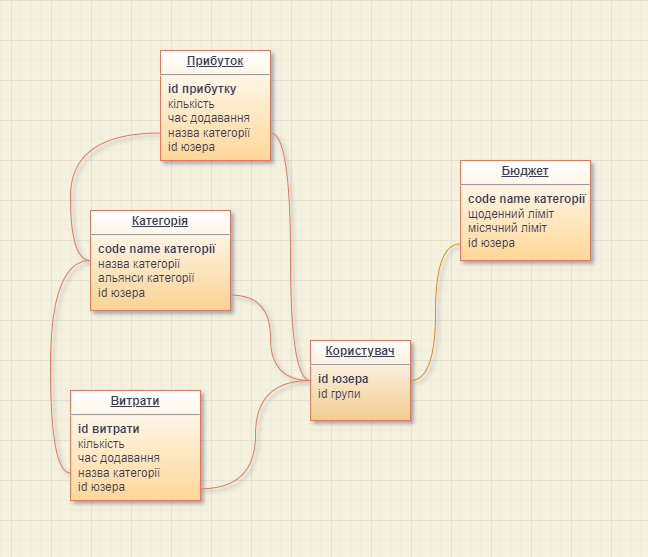 Прибуток
id прибутку
кількість
час додавання
назва категорії
id юзера
Бюджет
code name категорії
щоденний ліміт
місячний ліміт
id юзера
Категорія
code name категорії
назва категорії
альянси категорії
id юзера
Користувач
id юзера
id групи
Витрати
id витрати
кількість
час додавання
назва категорії
id юзера